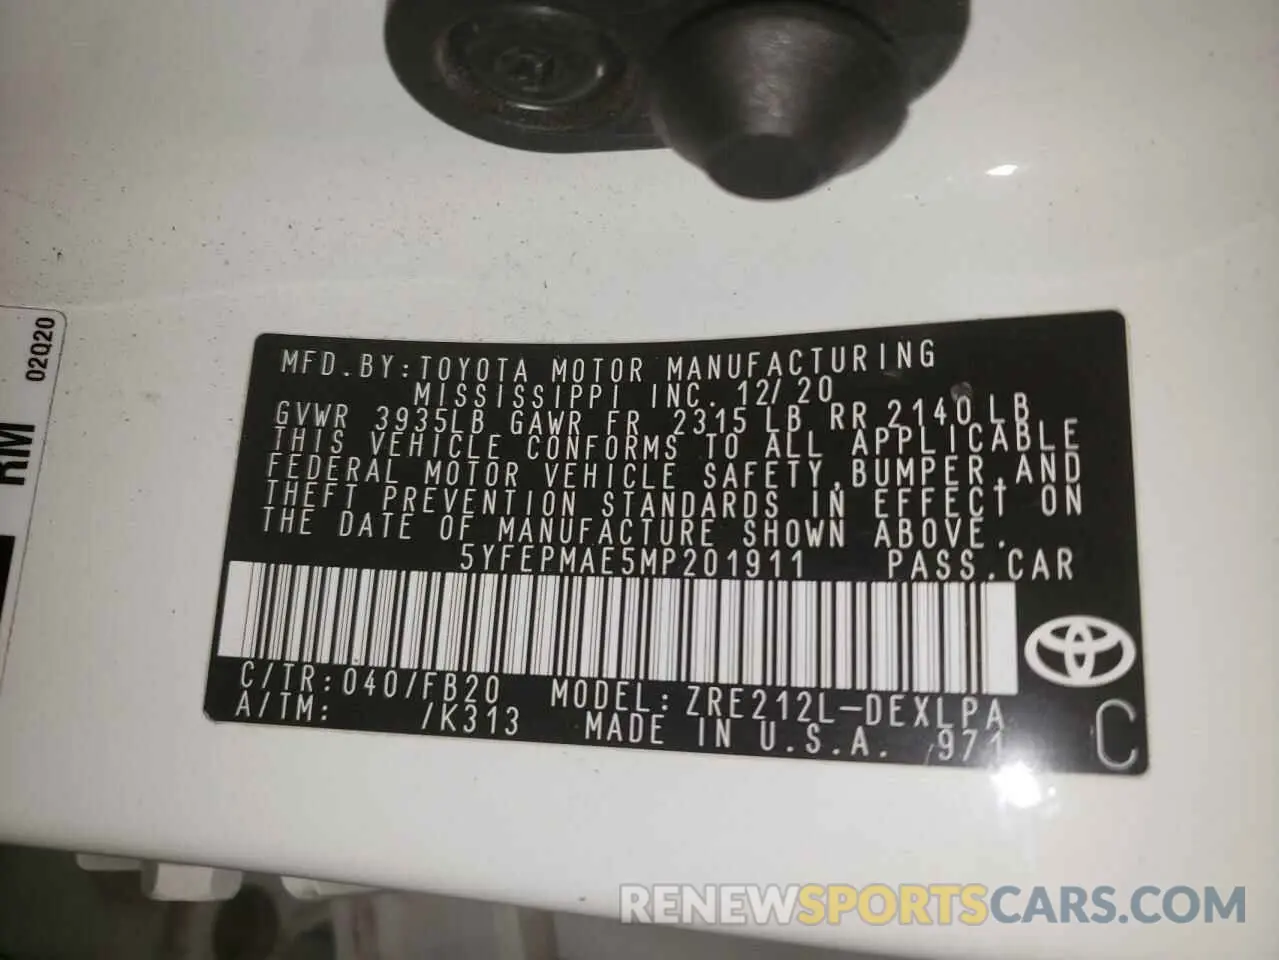 02Q20
RM
MFD.BY:TOYOTA MOTOR MANUFACTURING
MISSISSIPPI INC. 12/20
GVWR 3935LB GAWR FR 2315 LB RR 2140 LB
THIS VEHICLE CONFORMS TO ALL APPLICABLE
FEDERAL MOTOR VEHICLE SAFETY,BUMPER,AND
THEFT PREVENTION STANDARDS IN EFFECT ON
THE DATE OF MANUFACTURE SHOWN ABOVE.
5YFEPMAE5MP201911 PASS.CAR
C/TR:040/FB20 MODEL:ZRE212L-DEXLPA
A/TM: /K313 MADE IN U.S.A. 971
C
RENEWSPORTSCARS.COM